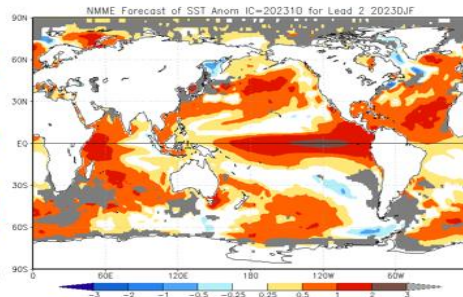 NMME Forecast of SST Anom IC=202310 for Lead 2 2023DJF
90N
60N
30N
EQ
30S
60S
90S
0 60E 120E 180 120W 60W
-3 -2 -1 -0.5 -0.25 0.25 0.5 1 2 3